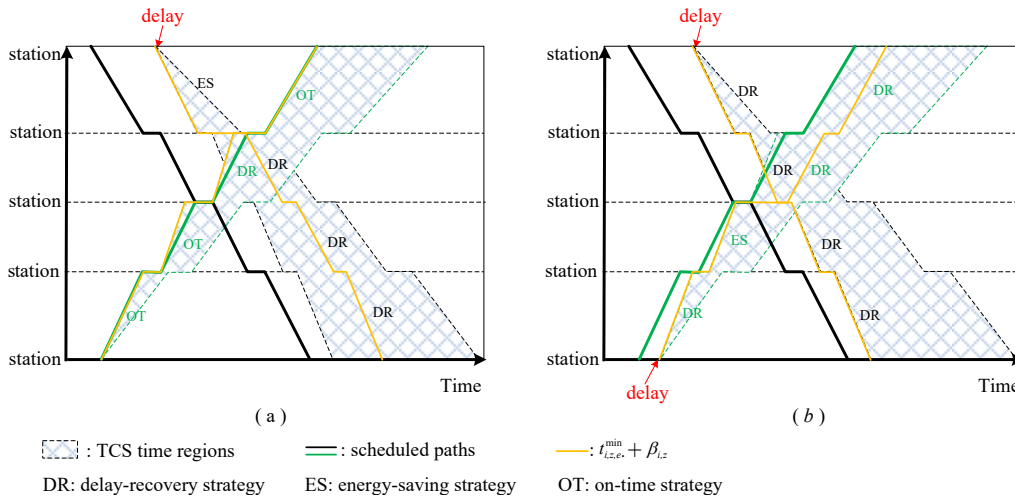 delay
delay
station
station
ES
DR
OT
DR
station
station
DR
DR
DR
DR
station
station
OT
DR
ES
DR
station
station
OT
DR
DR
DR
station
station
Time
delay
Time
( a )
( b )
: TCS time regions
: scheduled paths
: t_{i,z,e.}^{min} + β_{i,z}
DR: delay-recovery strategy
ES: energy-saving strategy
OT: on-time strategy